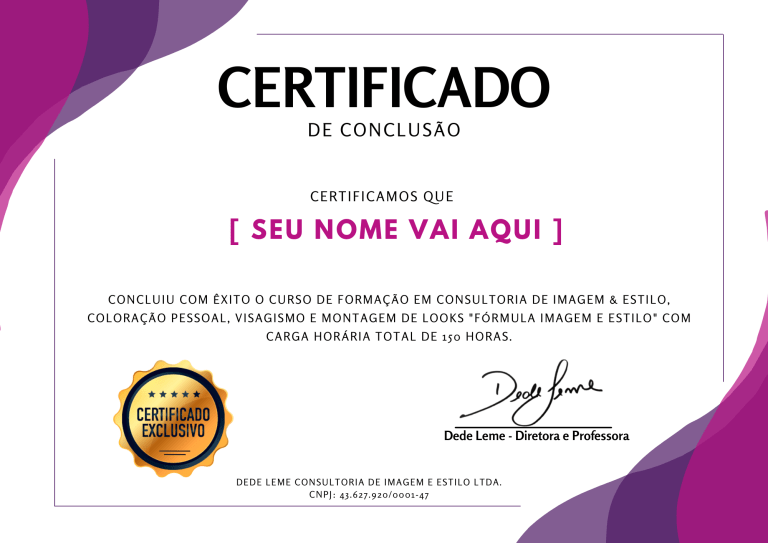 CERTIFICADO
DE CONCLUSÃO
CERTIFICAMOS QUE
[ SEU NOME VAI AQUI ]
CONCLUIU COM ÊXITO O CURSO DE FORMAÇÃO EM CONSULTORIA DE IMAGEM & ESTILO,
COLORAÇÃO PESSOAL, VISAGISMO E MONTAGEM DE LOOKS "FÓRMULA IMAGEM E ESTILO" COM
CARGA HORÁRIA TOTAL DE 150 HORAS.
CERTIFICADO
EXCLUSIVO
Dede Leme
Dede Leme - Diretora e Professora
DEDE LEME CONSULTORIA DE IMAGEM E ESTILO LTDA.
CNPJ: 43.627.920/0001-47